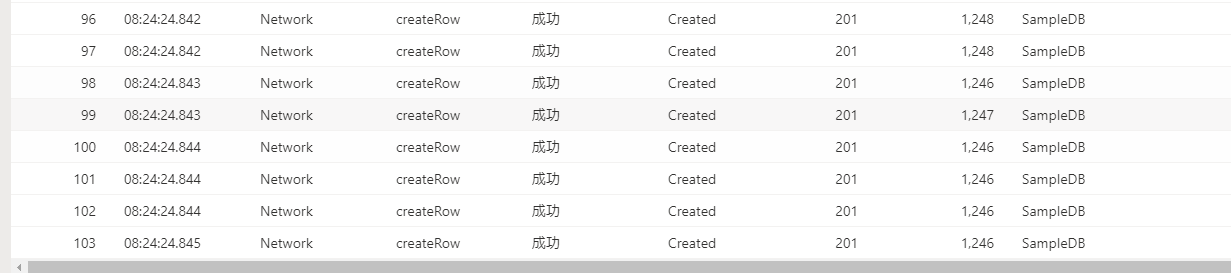 96 08:24:24.842 Network createRow 成功 Created 201 1,248 SampleDB
97 08:24:24.842 Network createRow 成功 Created 201 1,248 SampleDB
98 08:24:24.843 Network createRow 成功 Created 201 1,246 SampleDB
99 08:24:24.843 Network createRow 成功 Created 201 1,247 SampleDB
100 08:24:24.844 Network createRow 成功 Created 201 1,246 SampleDB
101 08:24:24.844 Network createRow 成功 Created 201 1,246 SampleDB
102 08:24:24.844 Network createRow 成功 Created 201 1,246 SampleDB
103 08:24:24.845 Network createRow 成功 Created 201 1,246 SampleDB